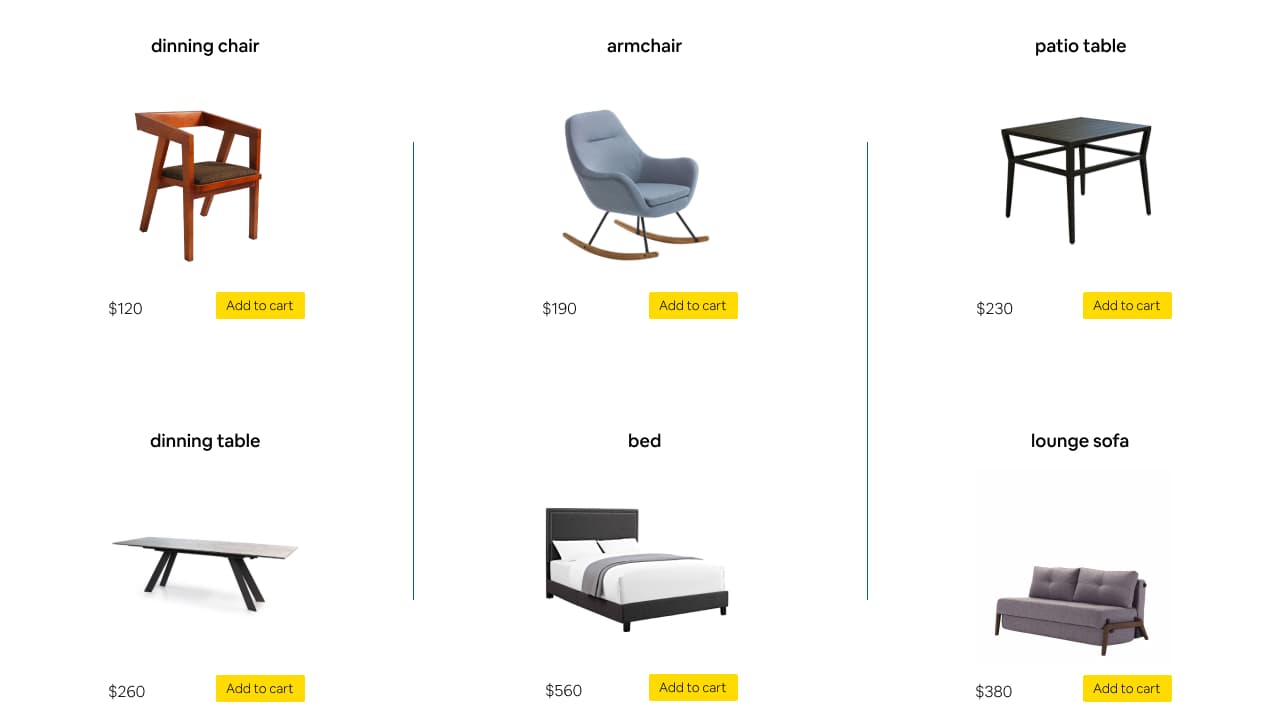 dinning chair
armchair
patio table
$120
Add to cart
$190
Add to cart
$230
Add to cart
dinning table
bed
lounge sofa
$260
Add to cart
$560
Add to cart
$380
Add to cart